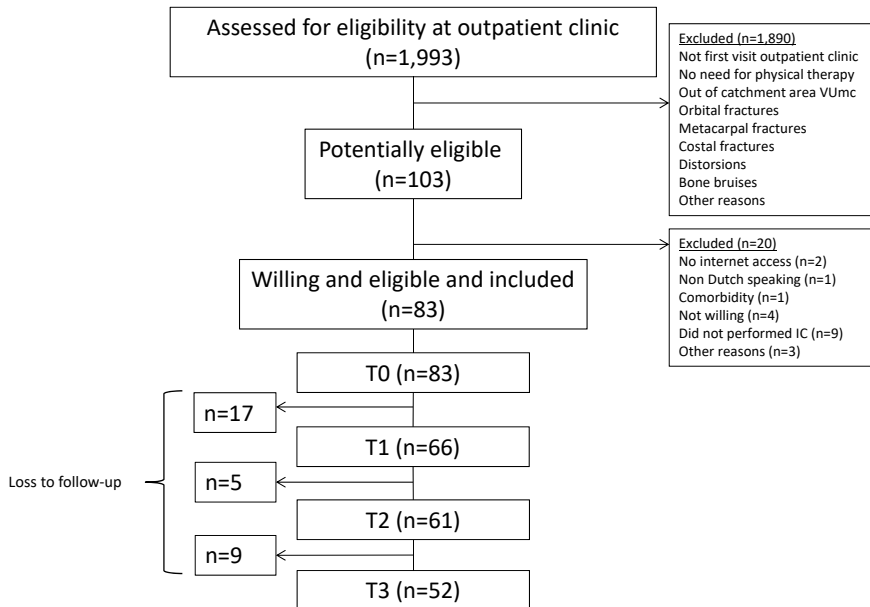 Assessed for eligibility at outpatient clinic
(n=1,993)
Excluded (n=1,890)
Not first visit outpatient clinic
No need for physical therapy
Out of catchment area VUmc
Orbital fractures
Metacarpal fractures
Costal fractures
Distorsions
Bone bruises
Other reasons
Potentially eligible
(n=103)
Excluded (n=20)
No internet access (n=2)
Non Dutch speaking (n=1)
Comorbidity (n=1)
Not willing (n=4)
Did not performed IC (n=9)
Other reasons (n=3)
Willing and eligible and included
(n=83)
T0 (n=83)
n=17
T1 (n=66)
Loss to follow-up
n=5
T2 (n=61)
n=9
T3 (n=52)